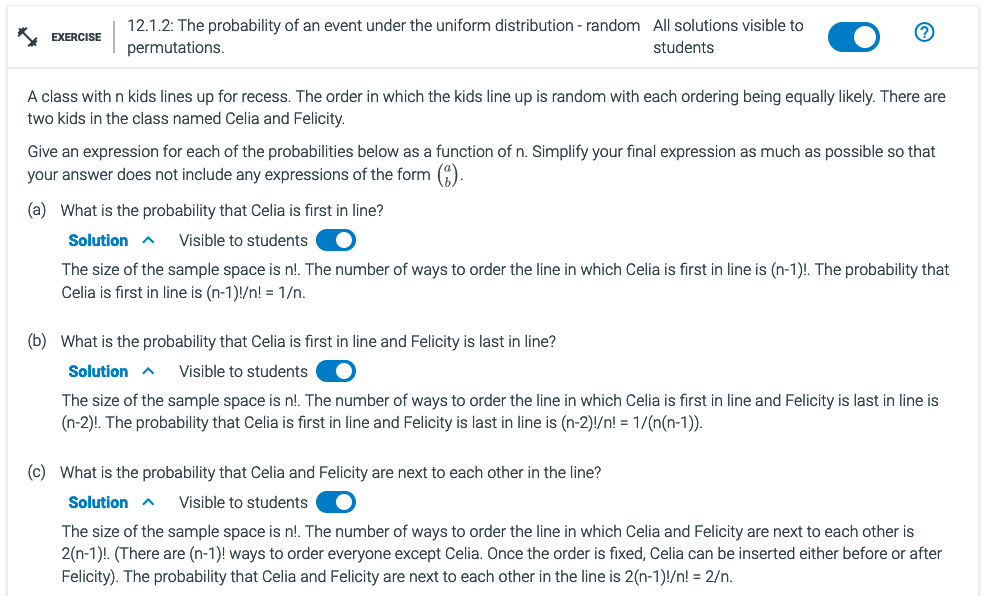 EXERCISE
12.1.2: The probability of an event under the uniform distribution - random
permutations.
All solutions visible to
students
?
A class with n kids lines up for recess. The order in which the kids line up is random with each ordering being equally likely. There are
two kids in the class named Celia and Felicity.
Give an expression for each of the probabilities below as a function of n. Simplify your final expression as much as possible so that
your answer does not include any expressions of the form \(\binom{a}{b}\).
(a) What is the probability that Celia is first in line?
Solution ^ Visible to students
The size of the sample space is n!. The number of ways to order the line in which Celia is first in line is (n-1)!. The probability that
Celia is first in line is (n-1)!/n! = 1/n.
(b) What is the probability that Celia is first in line and Felicity is last in line?
Solution ^ Visible to students
The size of the sample space is n!. The number of ways to order the line in which Celia is first in line and Felicity is last in line is
(n-2)!. The probability that Celia is first in line and Felicity is last in line is (n-2)!/n! = 1/(n(n-1)).
(c) What is the probability that Celia and Felicity are next to each other in the line?
Solution ^ Visible to students
The size of the sample space is n!. The number of ways to order the line in which Celia and Felicity are next to each other is
2(n-1)!. (There are (n-1)! ways to order everyone except Celia. Once the order is fixed, Celia can be inserted either before or after
Felicity). The probability that Celia and Felicity are next to each other in the line is 2(n-1)!/n! = 2/n.